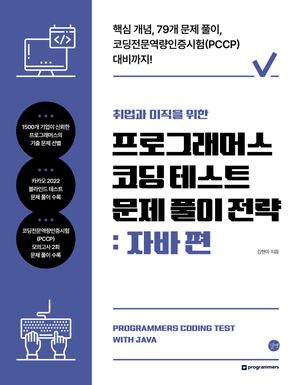 핵심 개념, 79개 문제 풀이,
코딩전문역량인증시험(PCCP)
대비까지!
취업과 이직을 위한
프로그래머스
코딩 테스트
문제 풀이 전략
: 자바 편
김현이 지음
1500개 기업이 신뢰한
프로그래머스의
기출 문제 선별
카카오 2022
블라인드 테스트
문제 풀이 수록
코딩전문역량인증시험
(PCCP)
모의고사 2회
문제 풀이 수록
PROGRAMMERS CODING TEST
WITH JAVA
길벗
programmers